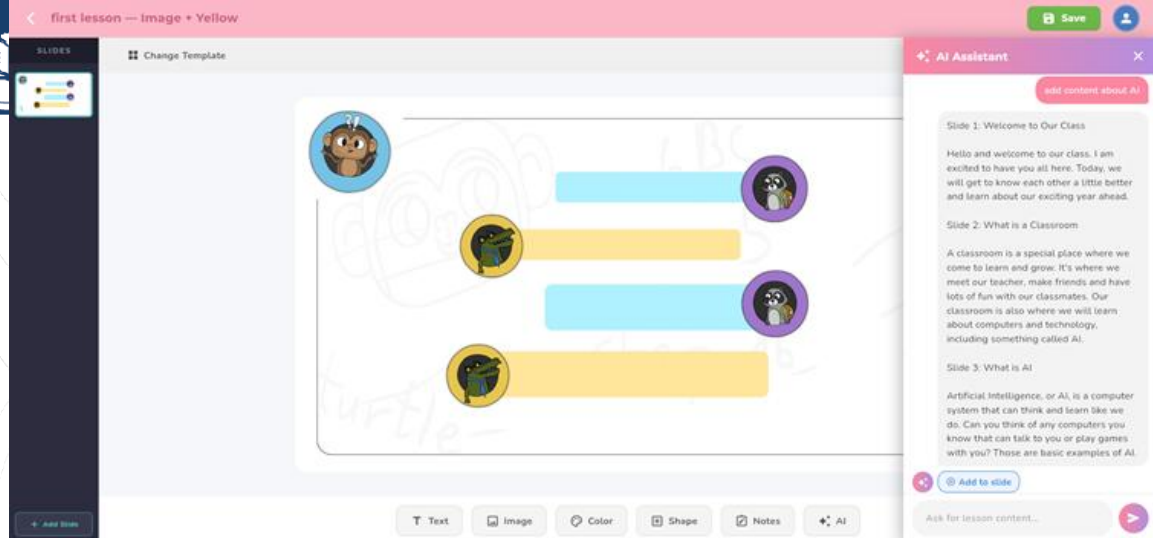 first lesson — Image + Yellow
Save
SLIDES
Change Template
AI Assistant
add content about AI
Slide 1: Welcome to Our Class
Hello and welcome to our class. I am
excited to have you all here. Today, we
will get to know each other a little better
and learn about our exciting year ahead.
Slide 2: What is a Classroom
A classroom is a special place where we
come to learn and grow. It's where we
meet our teacher, make friends and have
lots of fun with our classmates. Our
classroom is also where we will learn
about computers and technology,
including something called AI.
Slide 3: What is AI
Artificial Intelligence, or AI, is a computer
system that can think and learn like we
do. Can you think of any computers you
know that can talk to you or play games
with you? Those are basic examples of AI.
Add to slide
Ask for lesson content...
+ Add Slide
T Text
Image
Color
Shape
Notes
AI
turtle